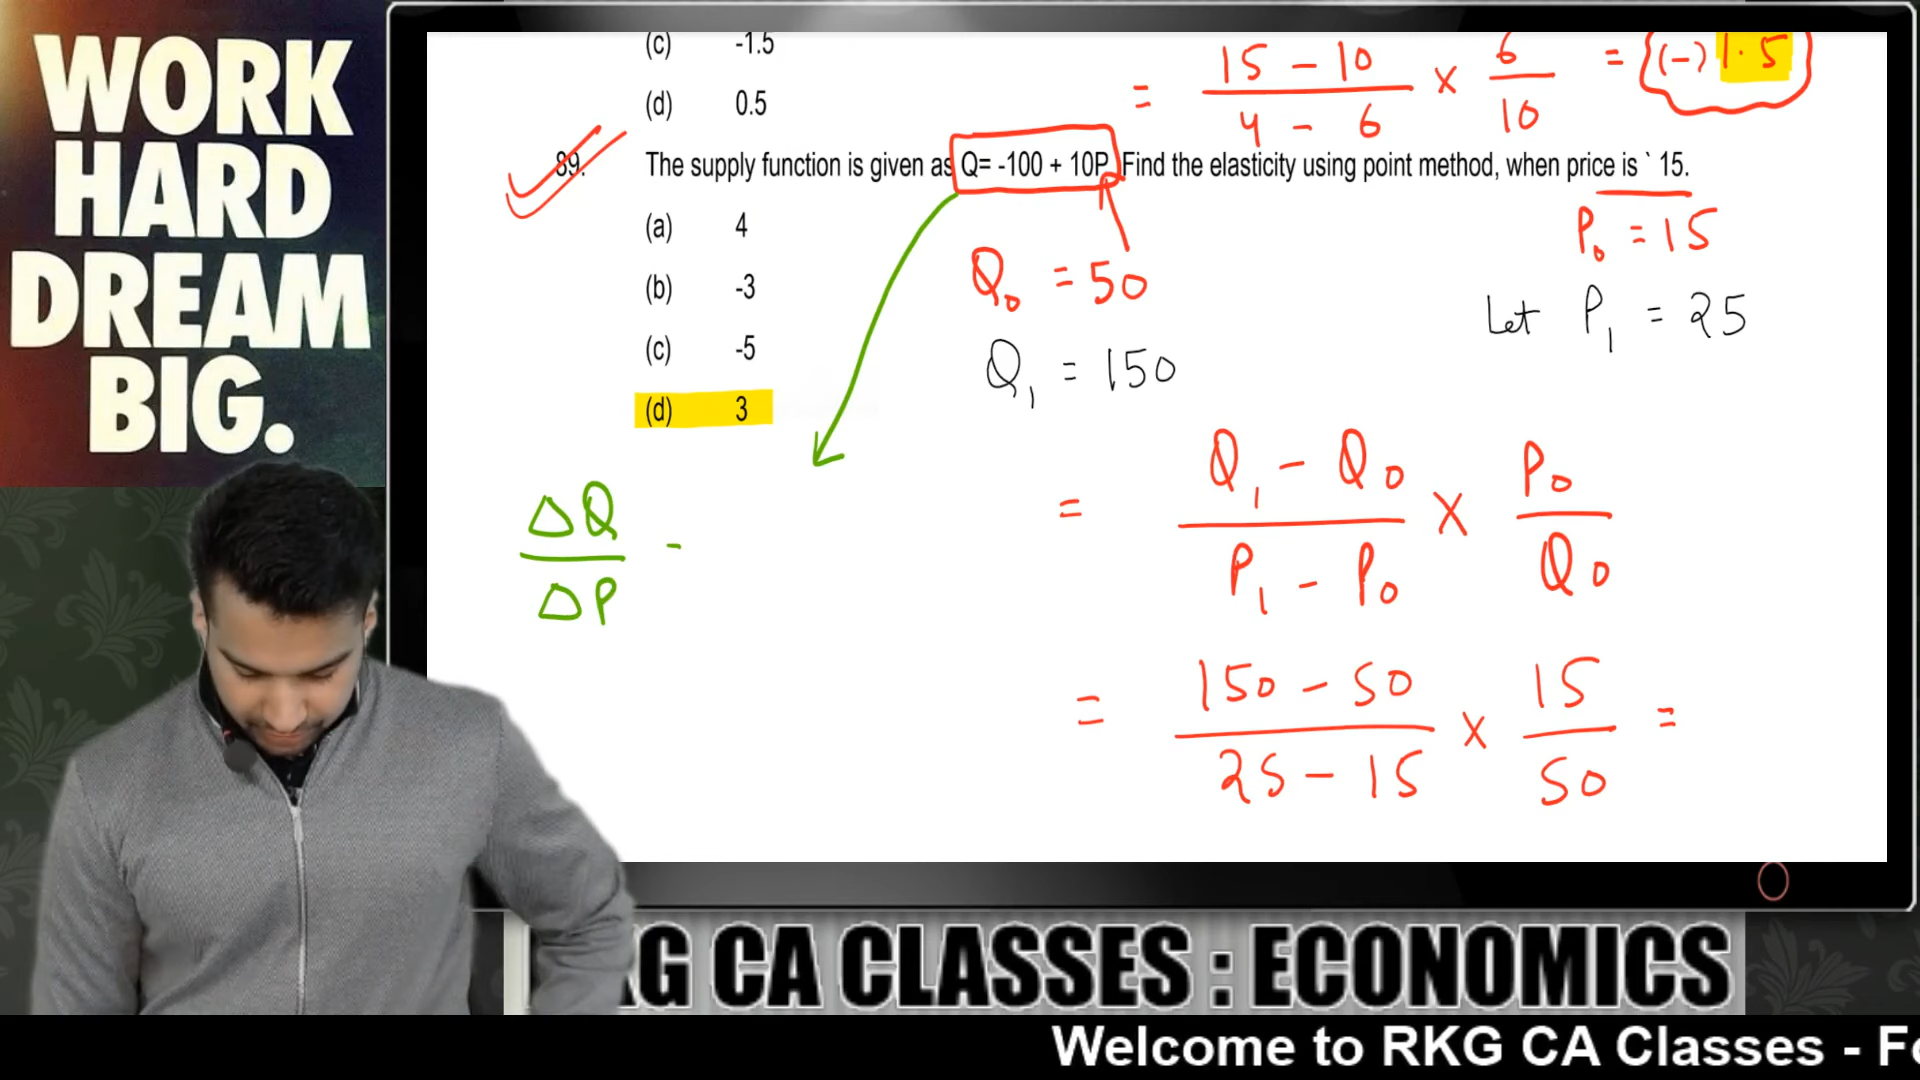 WORK
HARD
DREAM
BIG.
(c) -1.5
= 15 - 10 / 4 - 6 × 6 / 10 = (-) 1.5
(d) 0.5
89. The supply function is given as Q= -100 + 10P. Find the elasticity using point method, when price is ` 15.
P₀ = 15
(a) 4
Q₀ = 50
(b) -3
Let P₁ = 25
(c) -5
Q₁ = 150
(d) 3
ΔQ / ΔP -
= Q₁ - Q₀ / P₁ - P₀ × P₀ / Q₀
= 150 - 50 / 25 - 15 × 15 / 50 =
KG CA CLASSES : ECONOMICS
Welcome to RKG CA Classes - Fo